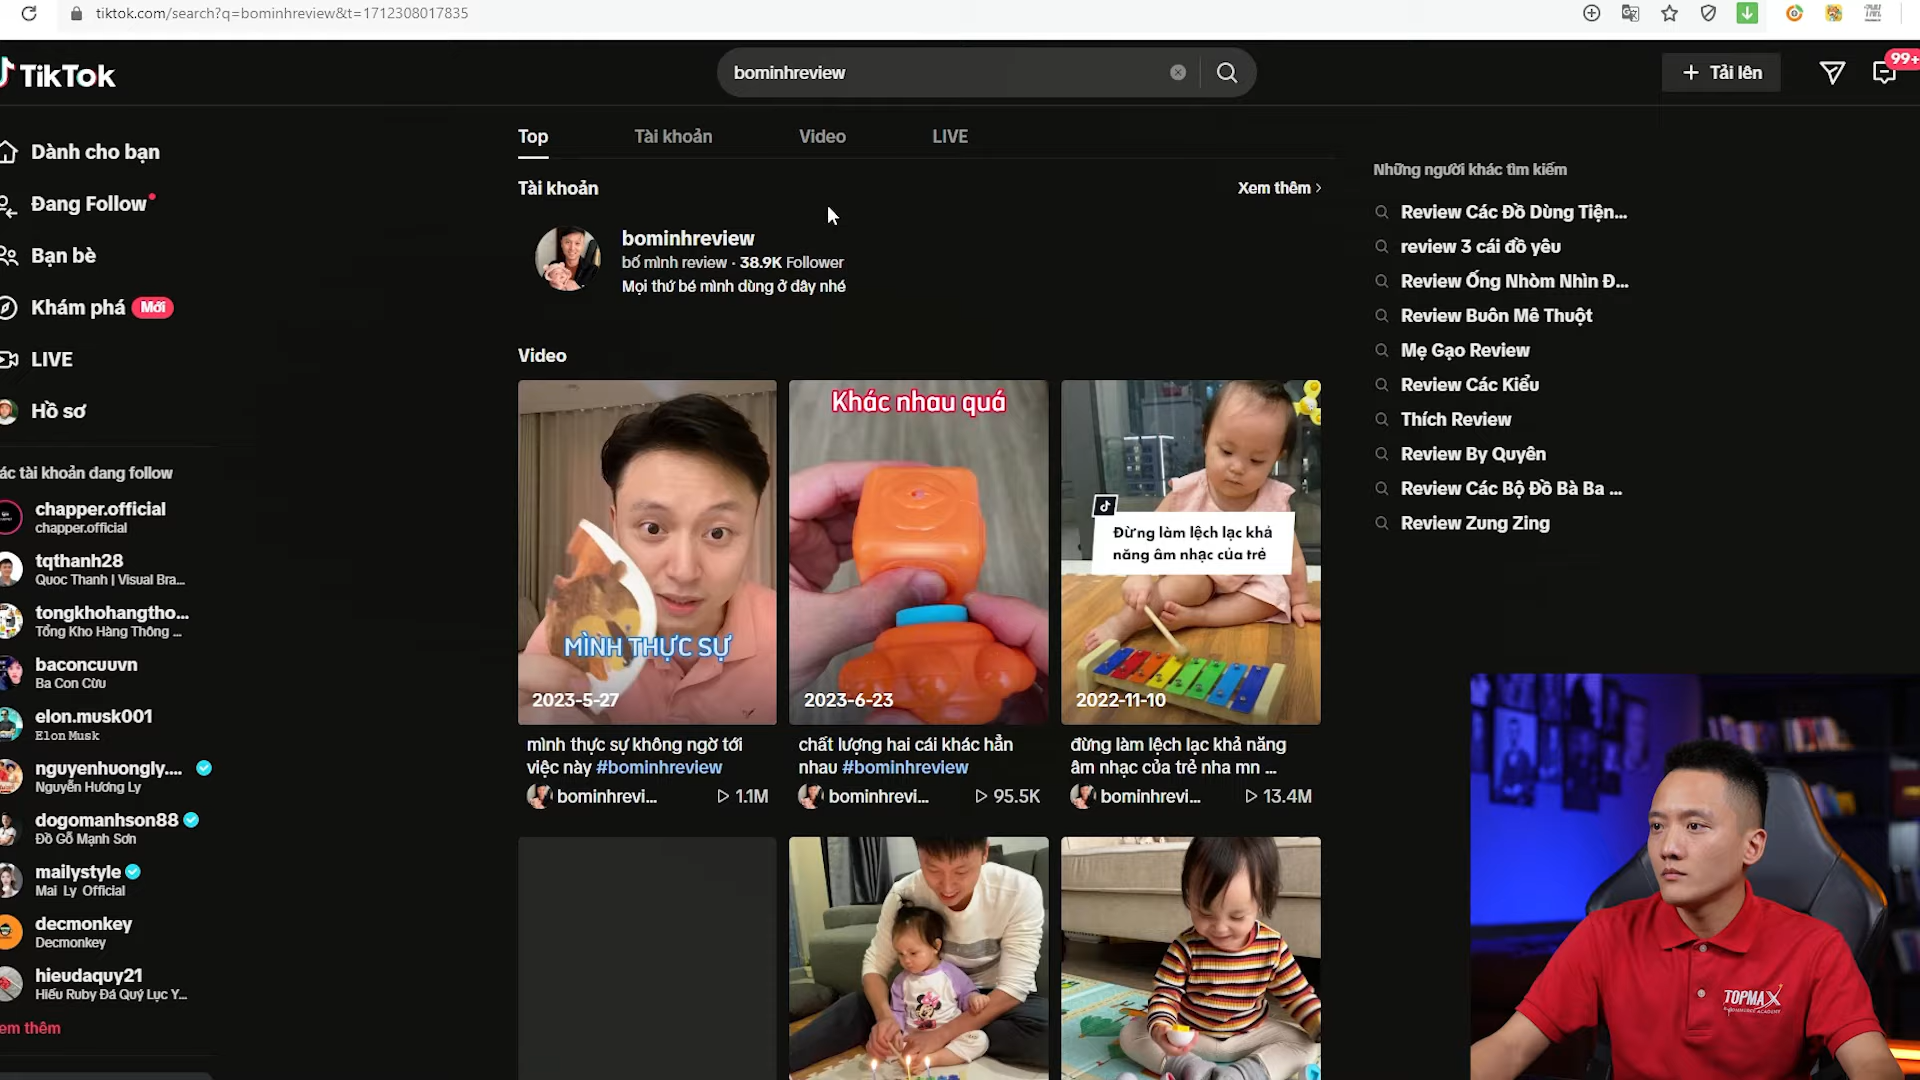 tiktok.com/search?q=bominhreview&t=1712308017835
TikTok
bominhreview
Tải lên
99+
Dành cho bạn
Đang Follow
Bạn bè
Khám phá Mới
LIVE
Hồ sơ
ác tài khoản đang follow
chapper.official
chapper.official
tqthanh28
Quoc Thanh | Visual Bra...
tongkhohangtho...
Tổng Kho Hàng Thông ...
baconcuuvn
Ba Con Cừu
elon.musk001
Elon Musk
nguyenhuongly....
Nguyễn Hương Ly
dogomanhson88
Đồ Gỗ Mạnh Sơn
mailystyle
Mai Ly Official
decmonkey
Decmonkey
hieudaquy21
Hiếu Ruby Đá Quý Lục Y...
em thêm
Top Tài khoản Video LIVE
Tài khoản
Xem thêm >
bominhreview
bố mình review · 38.9K Follower
Mọi thứ bé mình dùng ở đây nhé
Video
MÌNH THỰC SỰ
2023-5-27
mình thực sự không ngờ tới
việc này #bominhreview
bominhrevi... 1.1M
Khác nhau quá
2023-6-23
chất lượng hai cái khác hẳn
nhau #bominhreview
bominhrevi... 95.5K
Đừng làm lệch lạc khả
năng âm nhạc của trẻ
2022-11-10
đừng làm lệch lạc khả năng
âm nhạc của trẻ nha mn ...
bominhrevi... 13.4M
Những người khác tìm kiếm
Review Các Đồ Dùng Tiện...
review 3 cái đồ yêu
Review Ống Nhòm Nhìn Đ...
Review Buôn Mê Thuột
Mẹ Gạo Review
Review Các Kiểu
Thích Review
Review By Quyên
Review Các Bộ Đồ Bà Ba ...
Review Zung Zing
TOPMAX